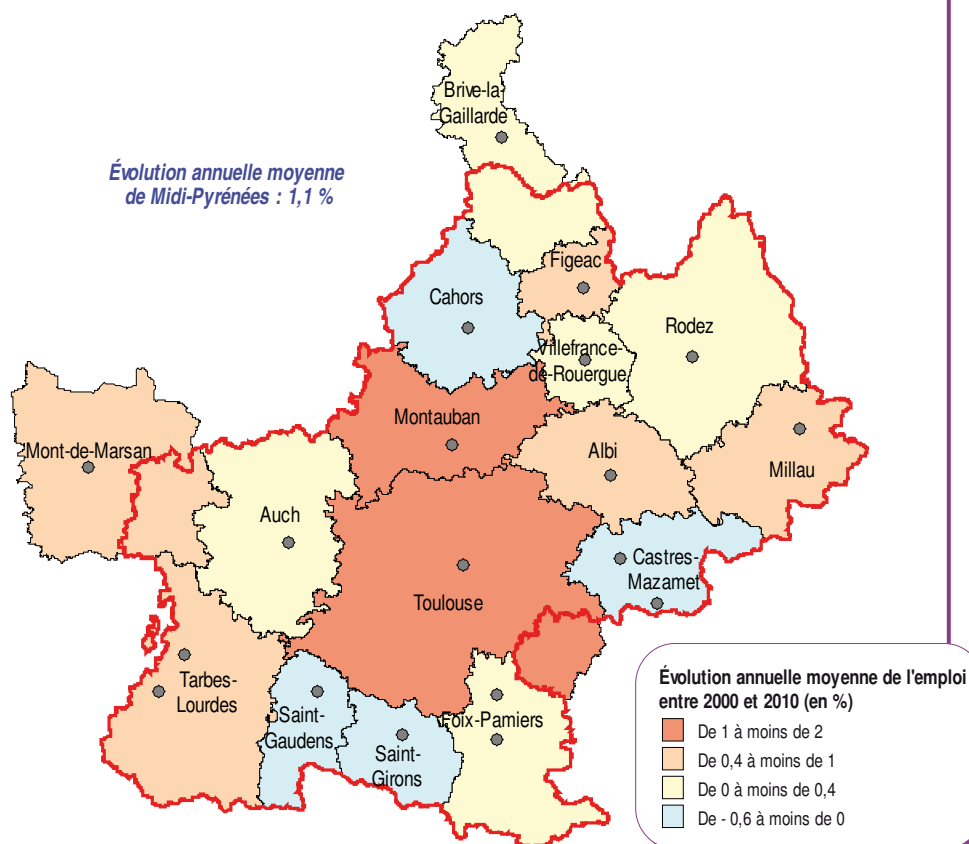 Brive-la-
Gaillarde
Évolution annuelle moyenne
de Midi-Pyrénées : 1,1 %
Figeac
Cahors
Rodez
Villefranche-
de-Rouergue
Montauban
Mont-de-Marsan
Albi
Millau
Auch
Castres-
Mazamet
Toulouse
Tarbes-
Lourdes
Saint-
Gaudens
Foix-Pamiers
Saint-
Girons
Évolution annuelle moyenne de l'emploi
entre 2000 et 2010 (en %)
De 1 à moins de 2
De 0,4 à moins de 1
De 0 à moins de 0,4
De - 0,6 à moins de 0